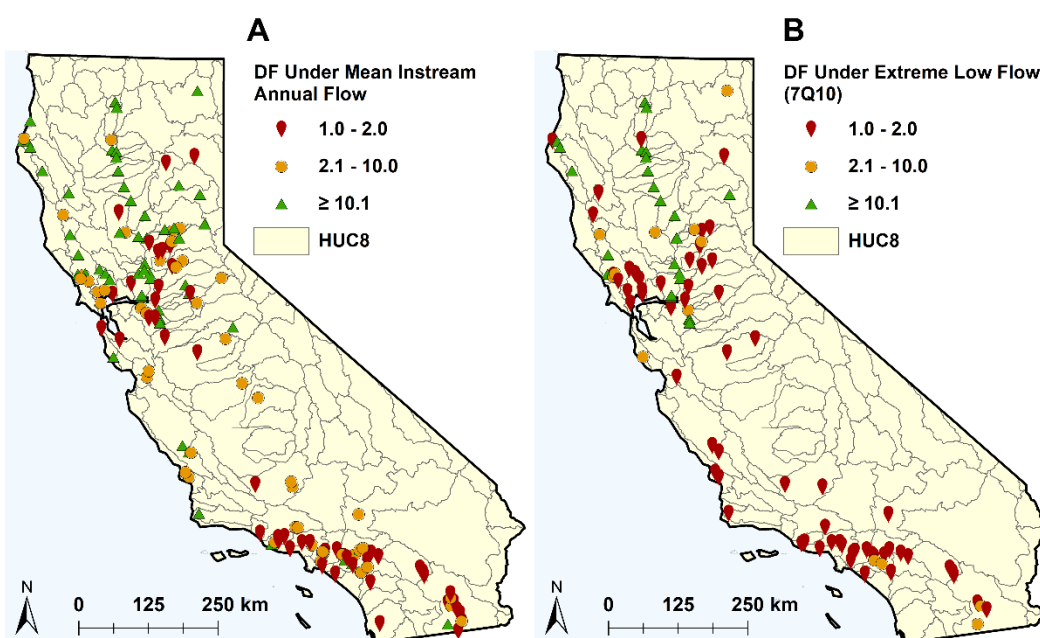 A
DF Under Mean Instream
Annual Flow
1.0 - 2.0
2.1 - 10.0
≥ 10.1
HUC8
N
0 125 250 km
B
DF Under Extreme Low Flow
(7Q10)
1.0 - 2.0
2.1 - 10.0
≥ 10.1
HUC8
N
0 125 250 km